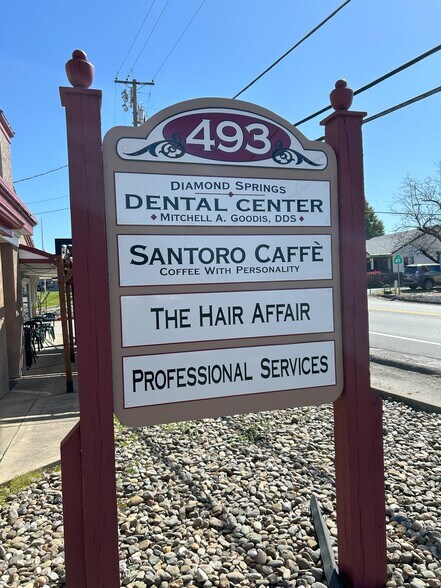 493
DIAMOND SPRINGS
DENTAL CENTER
MITCHELL A. GOODIS, DDS
SANTORO CAFFÈ
COFFEE WITH PERSONALITY
THE HAIR AFFAIR
PROFESSIONAL SERVICES